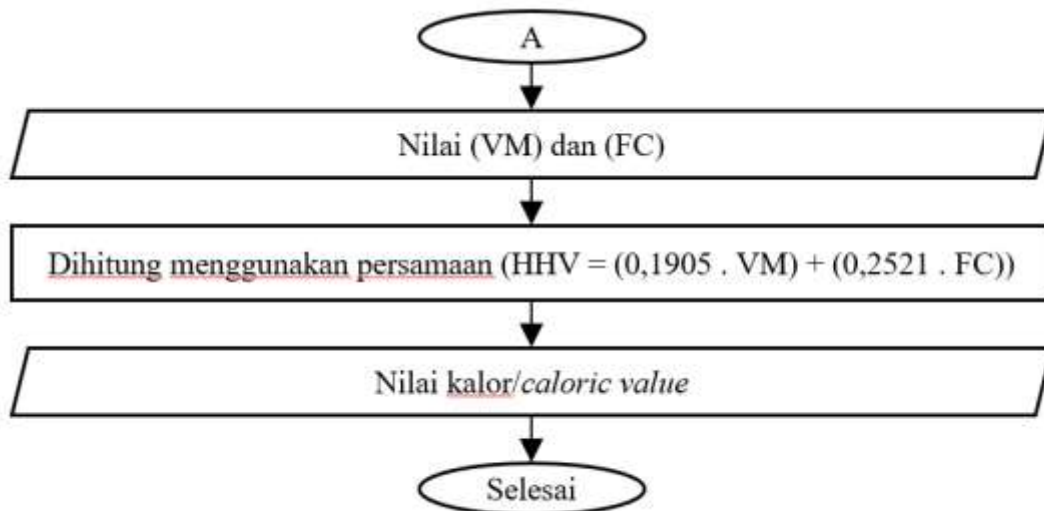 A
Nilai (VM) dan (FC)
Dihitung menggunakan persamaan (HHV = (0,1905 . VM) + (0,2521 . FC))
Nilai kalor/caloric value
Selesai